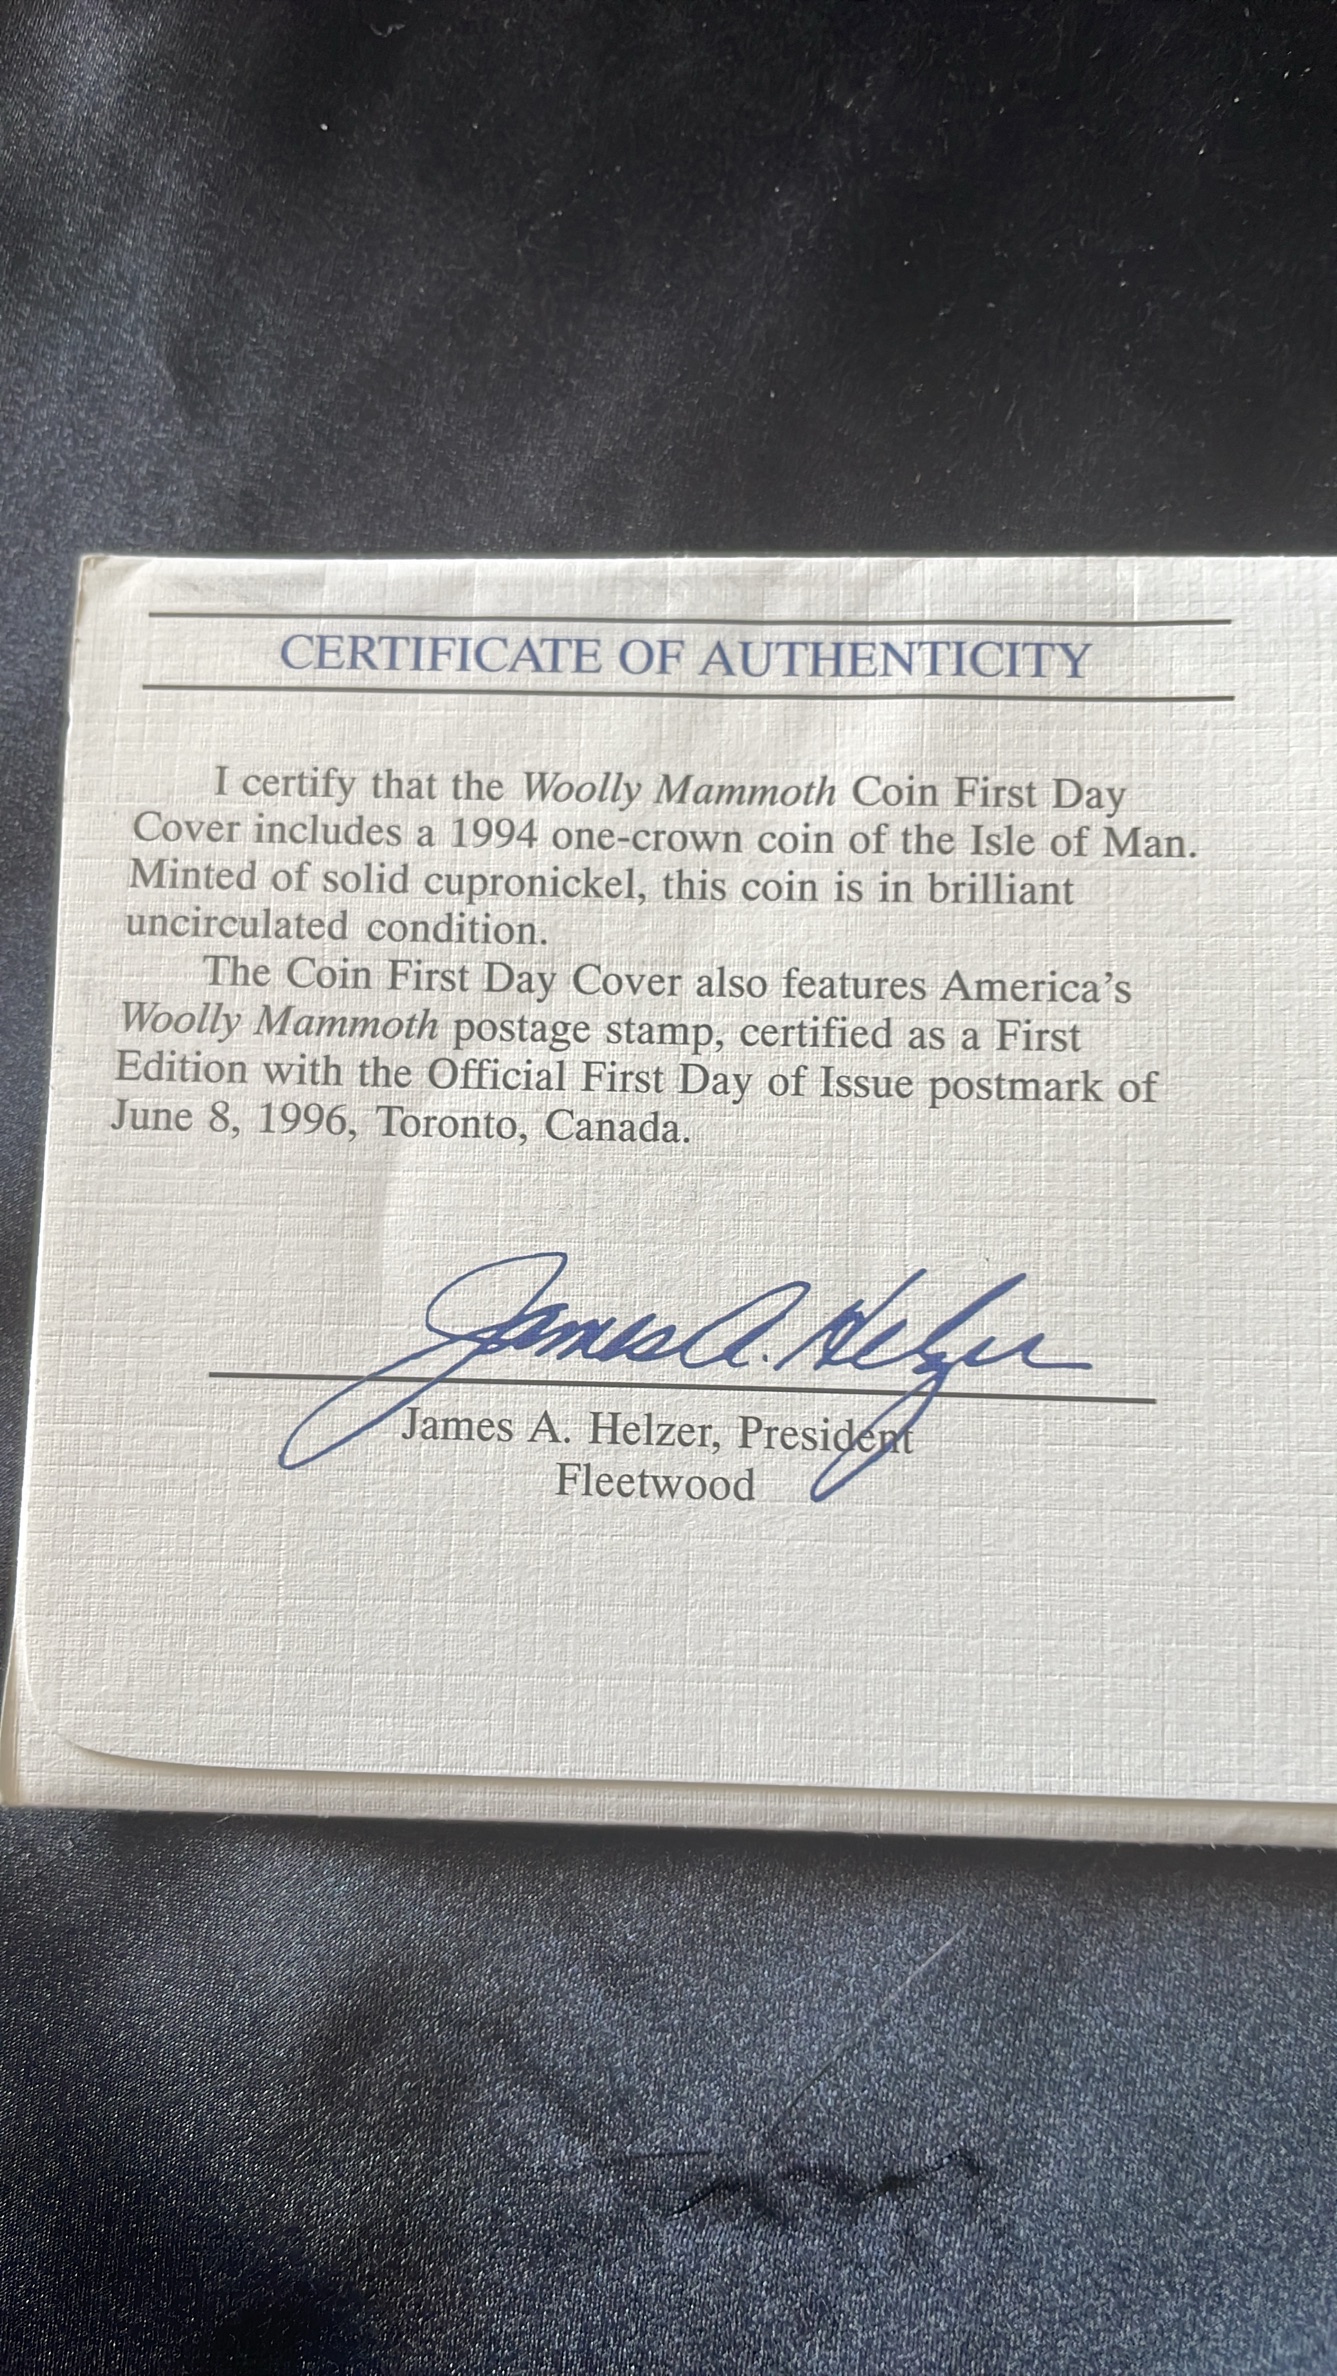 CERTIFICATE OF AUTHENTICITY
I certify that the Woolly Mammoth Coin First Day
Cover includes a 1994 one-crown coin of the Isle of Man.
Minted of solid cupronickel, this coin is in brilliant
uncirculated condition.
The Coin First Day Cover also features America's
Woolly Mammoth postage stamp, certified as a First
Edition with the Official First Day of Issue postmark of
June 8, 1996, Toronto, Canada.
James A. Helzer
James A. Helzer, President
Fleetwood